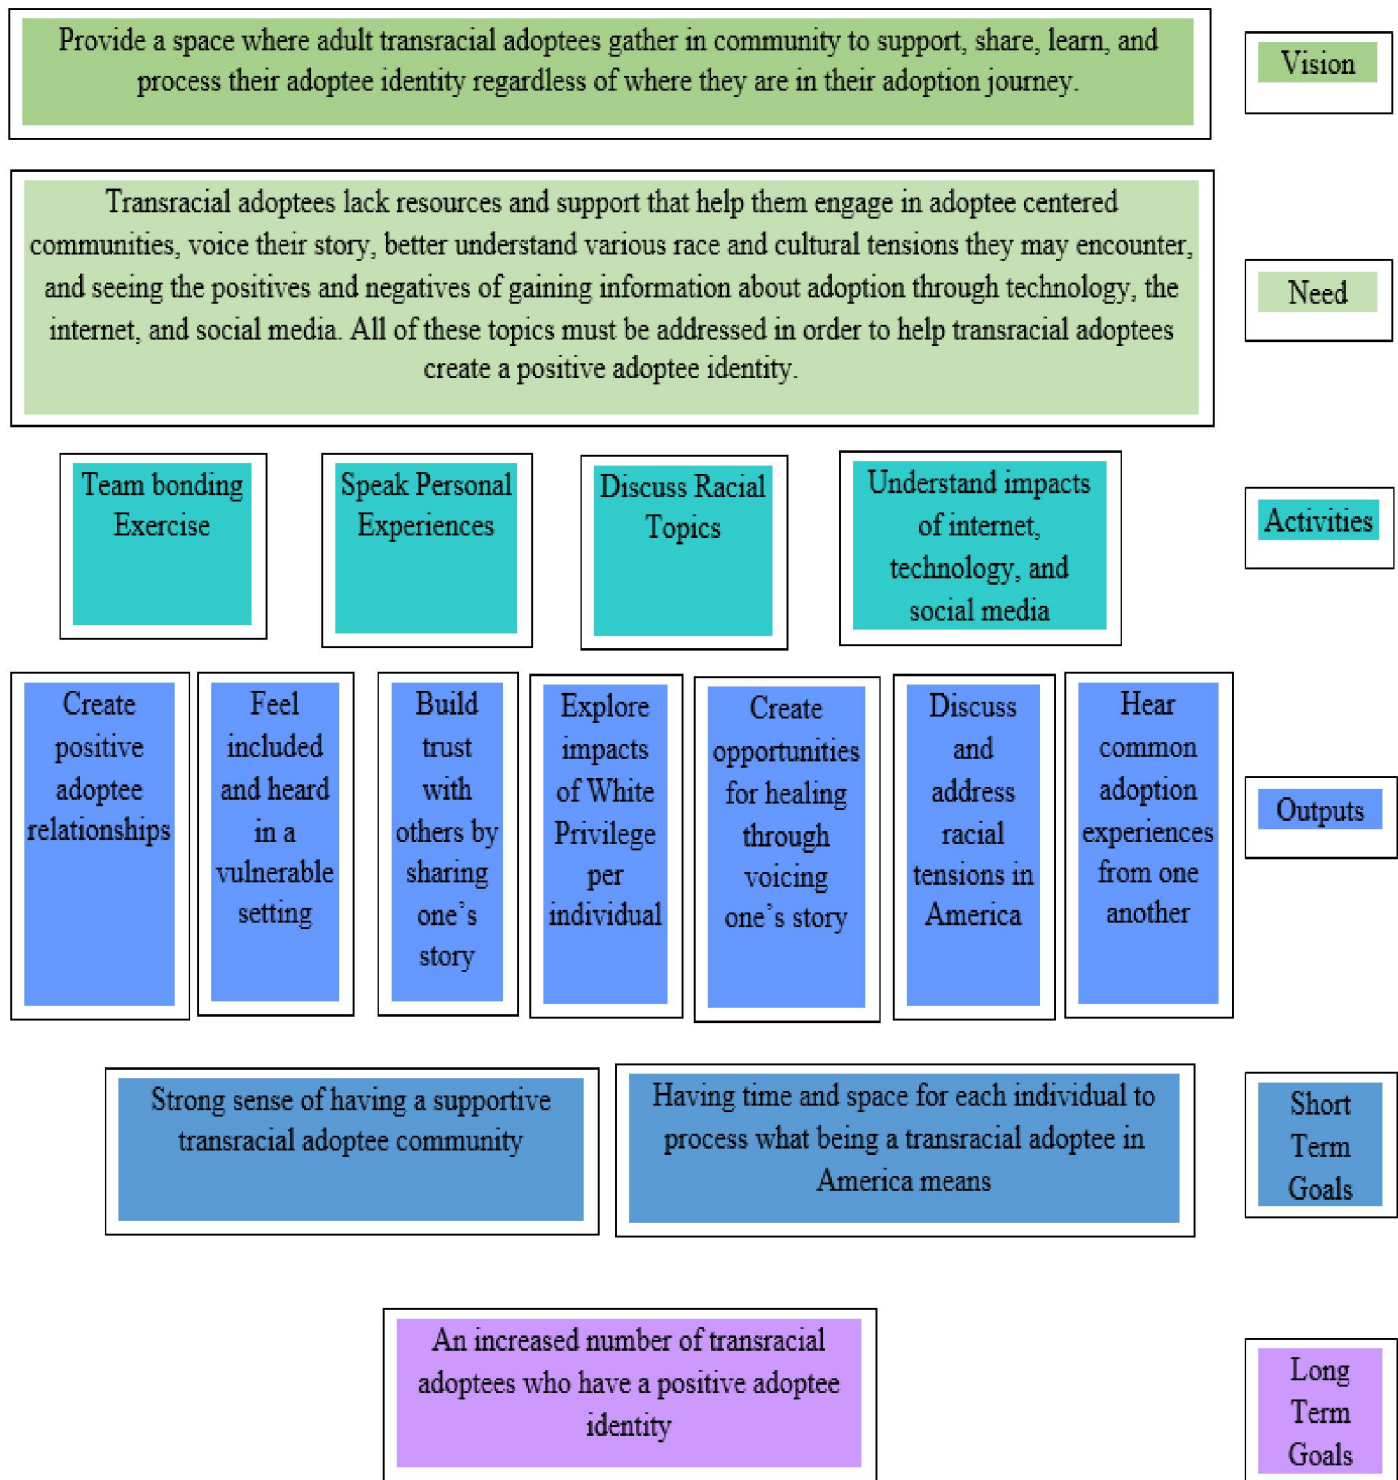 Provide a space where adult transracial adoptees gather in community to support, share, learn, and
process their adoptee identity regardless of where they are in their adoption journey.
Vision
Transracial adoptees lack resources and support that help them engage in adoptee centered
communities, voice their story, better understand various race and cultural tensions they may encounter,
and seeing the positives and negatives of gaining information about adoption through technology, the
internet, and social media. All of these topics must be addressed in order to help transracial adoptees
create a positive adoptee identity.
Need
Team bonding
Exercise
Speak Personal
Experiences
Discuss Racial
Topics
Understand impacts
of internet,
technology, and
social media
Activities
Create
positive
adoptee
relationships
Feel
included
and heard
in a
vulnerable
setting
Build
trust
with
others by
sharing
one's
story
Explore
impacts
of White
Privilege
per
individual
Create
opportunities
for healing
through
voicing
one's story
Discuss
and
address
racial
tensions in
America
Hear
common
adoption
experiences
from one
another
Outputs
Strong sense of having a supportive
transracial adoptee community
Having time and space for each individual to
process what being a transracial adoptee in
America means
Short
Term
Goals
An increased number of transracial
adoptees who have a positive adoptee
identity
Long
Term
Goals